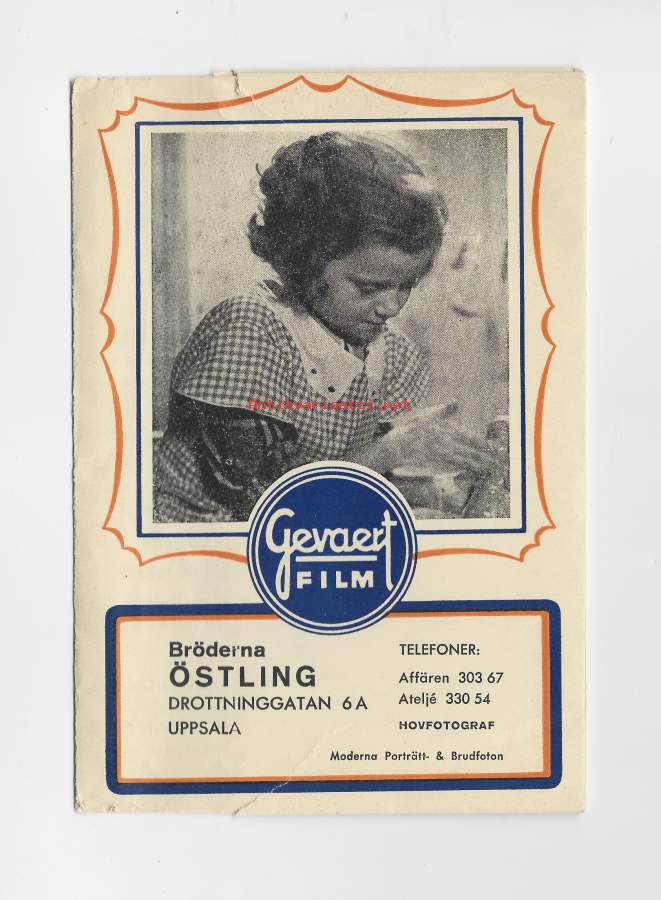 Antikvariaatti.net
Gevaert
FILM
Bröderna
ÖSTLING
DROTTNINGGATAN 6 A
UPPSALA
TELEFONER:
Affären 303 67
Ateljé 330 54
HOVFOTOGRAF
Moderna Porträtt- & Brudfoton